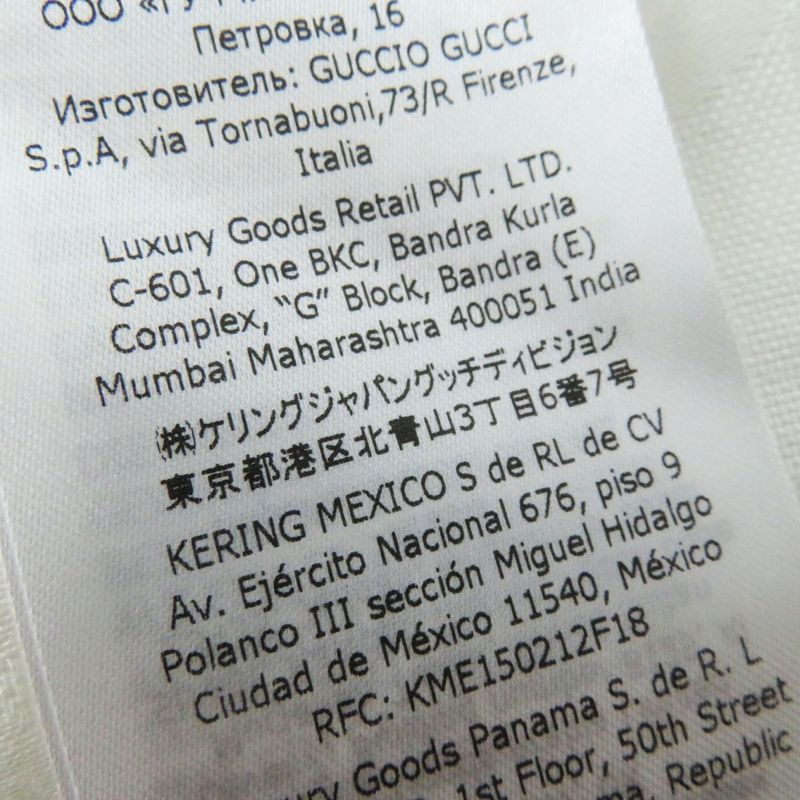 ООО «ГУЧЧИ
Петровка, 16
Изготовитель: GUCCIO GUCCI
S.p.A, via Tornabuoni,73/R Firenze,
Italia
Luxury Goods Retail PVT. LTD.
C-601, One BKC, Bandra Kurla
Complex, “G” Block, Bandra (E)
Mumbai Maharashtra 400051 India
㈱ケリングジャパングッチディビジョン
東京都港区北青山3丁目6番7号
KERING MEXICO S de RL de CV
Av. Ejército Nacional 676, piso 9
Polanco III sección Miguel Hidalgo
Ciudad de México 11540, México
RFC: KME150212F18
Goods Panama S. de R. L
1st Floor, 50th Street
Republic